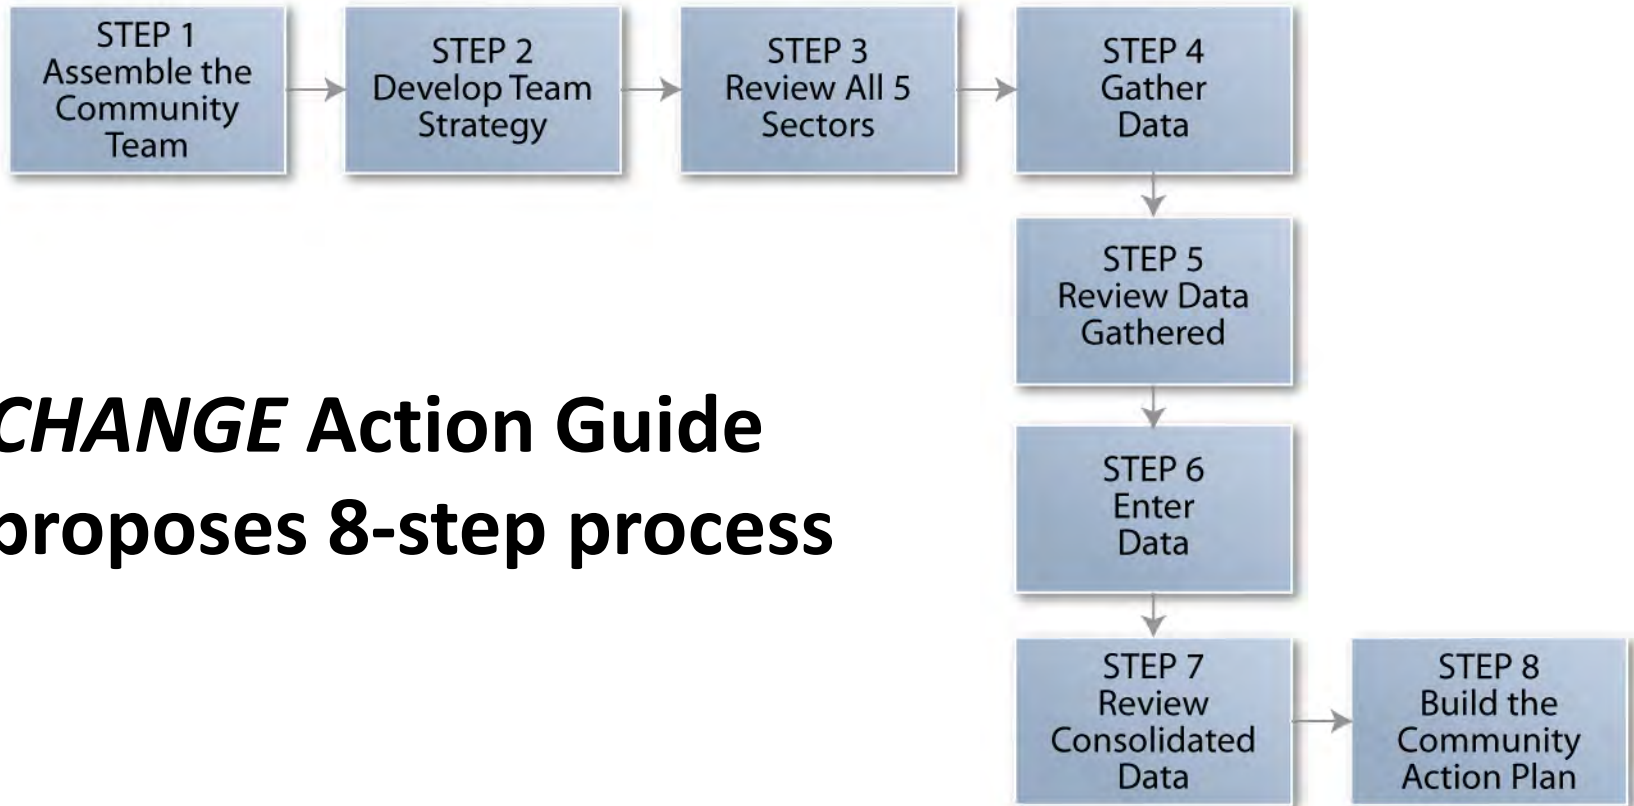 STEP 1
Assemble the
Community
Team
STEP 2
Develop Team
Strategy
STEP 3
Review All 5
Sectors
STEP 4
Gather
Data
STEP 5
Review Data
Gathered
CHANGE Action Guide
proposes 8-step process
STEP 6
Enter
Data
STEP 7
Review
Consolidated
Data
STEP 8
Build the
Community
Action Plan